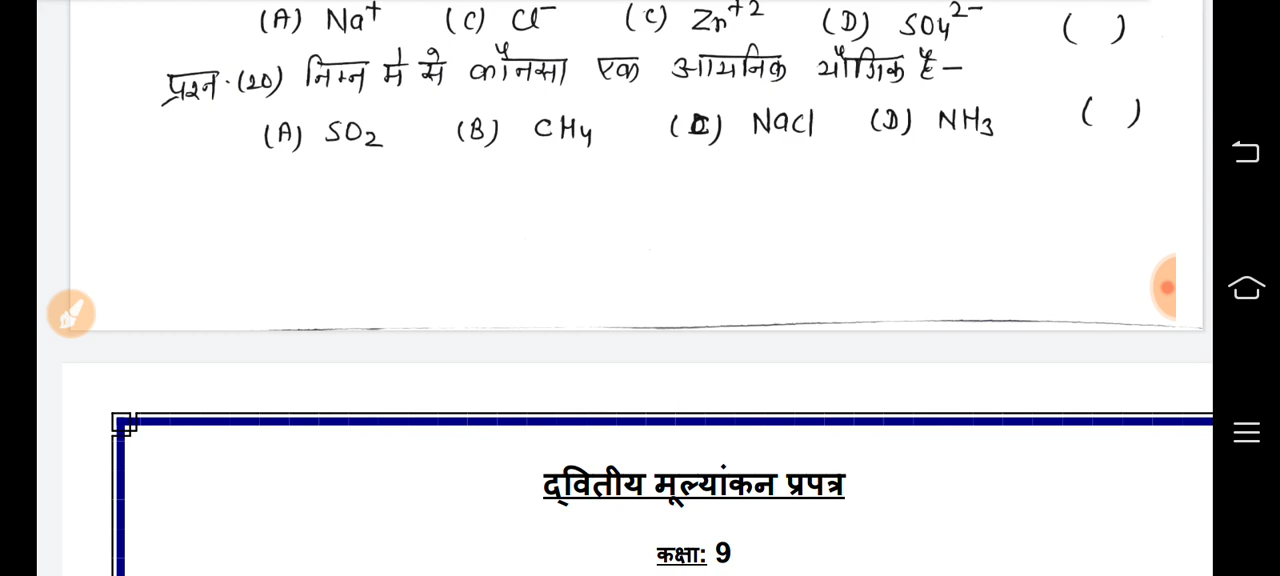 (A) Na⁺ (C) Cl⁻ (C) Zn⁺² (D) SO₄²⁻ ( )
प्रश्न.(20) निम्न में से कौनसा एक आयनिक यौगिक है-
(A) SO₂ (B) CH₄ (C) NaCl (D) NH₃ ( )
द्वितीय मूल्यांकन प्रपत्र
कक्षा: 9